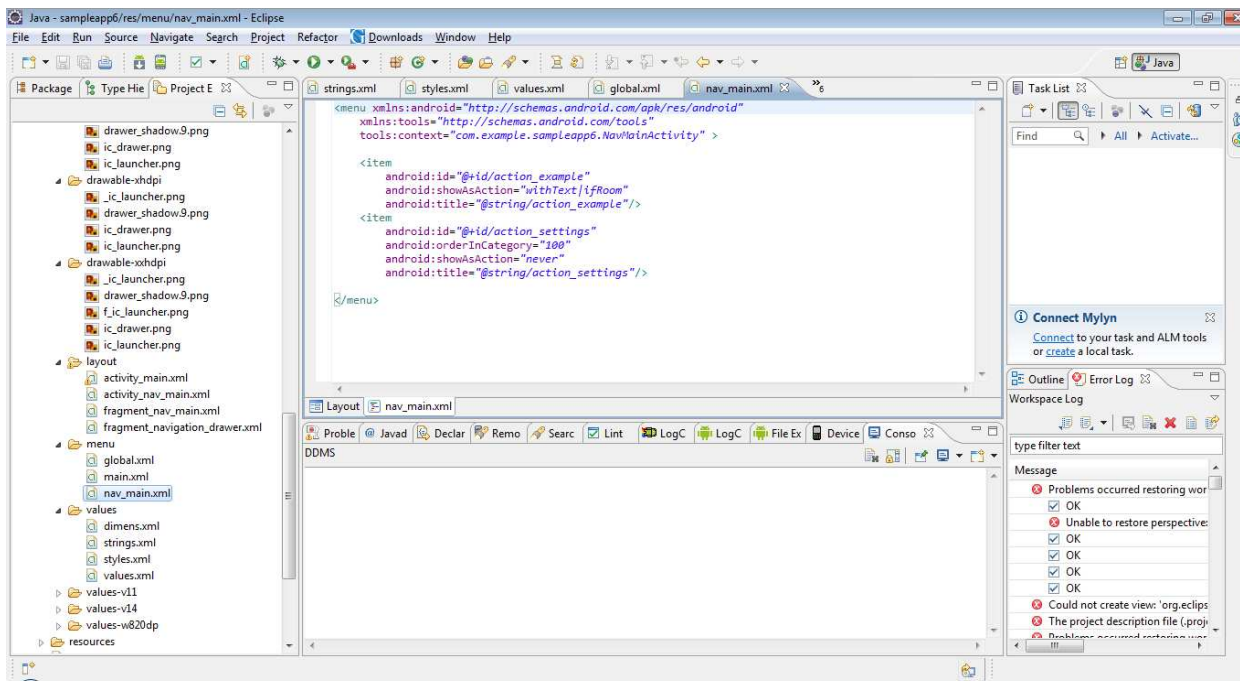 Java - sampleapp6/res/menu/nav_main.xml - Eclipse
File Edit Run Source Navigate Search Project Refactor Downloads Window Help
Java
Package Type Hie Project E
drawer_shadow.9.png
ic_drawer.png
ic_launcher.png
drawable-xhdpi
_ic_launcher.png
drawer_shadow.9.png
ic_drawer.png
ic_launcher.png
drawable-xxhdpi
_ic_launcher.png
drawer_shadow.9.png
f_ic_launcher.png
ic_drawer.png
ic_launcher.png
layout
activity_main.xml
activity_nav_main.xml
fragment_nav_main.xml
fragment_navigation_drawer.xml
menu
global.xml
main.xml
nav_main.xml
values
dimens.xml
strings.xml
styles.xml
values.xml
values-v11
values-v14
values-w820dp
resources
strings.xml styles.xml values.xml global.xml nav_main.xml »6
<menu xmlns:android="http://schemas.android.com/apk/res/android"
xmlns:tools="http://schemas.android.com/tools"
tools:context="com.example.sampleapp6.NavMainActivity" >
<item
android:id="@+id/action_example"
android:showAsAction="withText|ifRoom"
android:title="@string/action_example"/>
<item
android:id="@+id/action_settings"
android:orderInCategory="100"
android:showAsAction="never"
android:title="@string/action_settings"/>
</menu>
Layout nav_main.xml
Proble Javad Declar Remo Searc Lint LogC LogC File Ex Device Conso
DDMS
Task List
Find All Activate...
Connect Mylyn
Connect to your task and ALM tools
or create a local task.
Outline Error Log
Workspace Log
type filter text
Message
Problems occurred restoring wor
OK
Unable to restore perspective:
OK
OK
OK
OK
Could not create view: 'org.eclips
The project description file (.proj
Problems occurred restoring wor